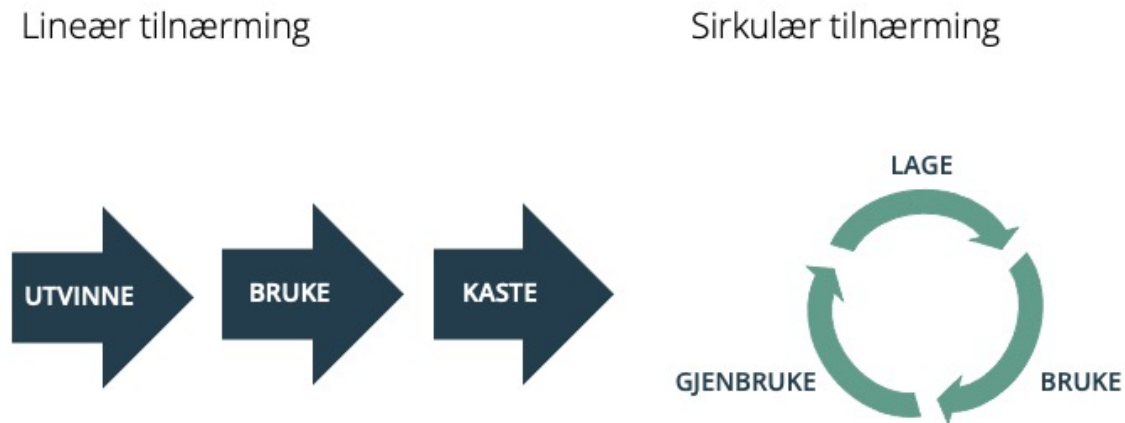 Lineær tilnærming
Sirkulær tilnærming
UTVINNE
BRUKE
KASTE
LAGE
GJENBRUKE
BRUKE